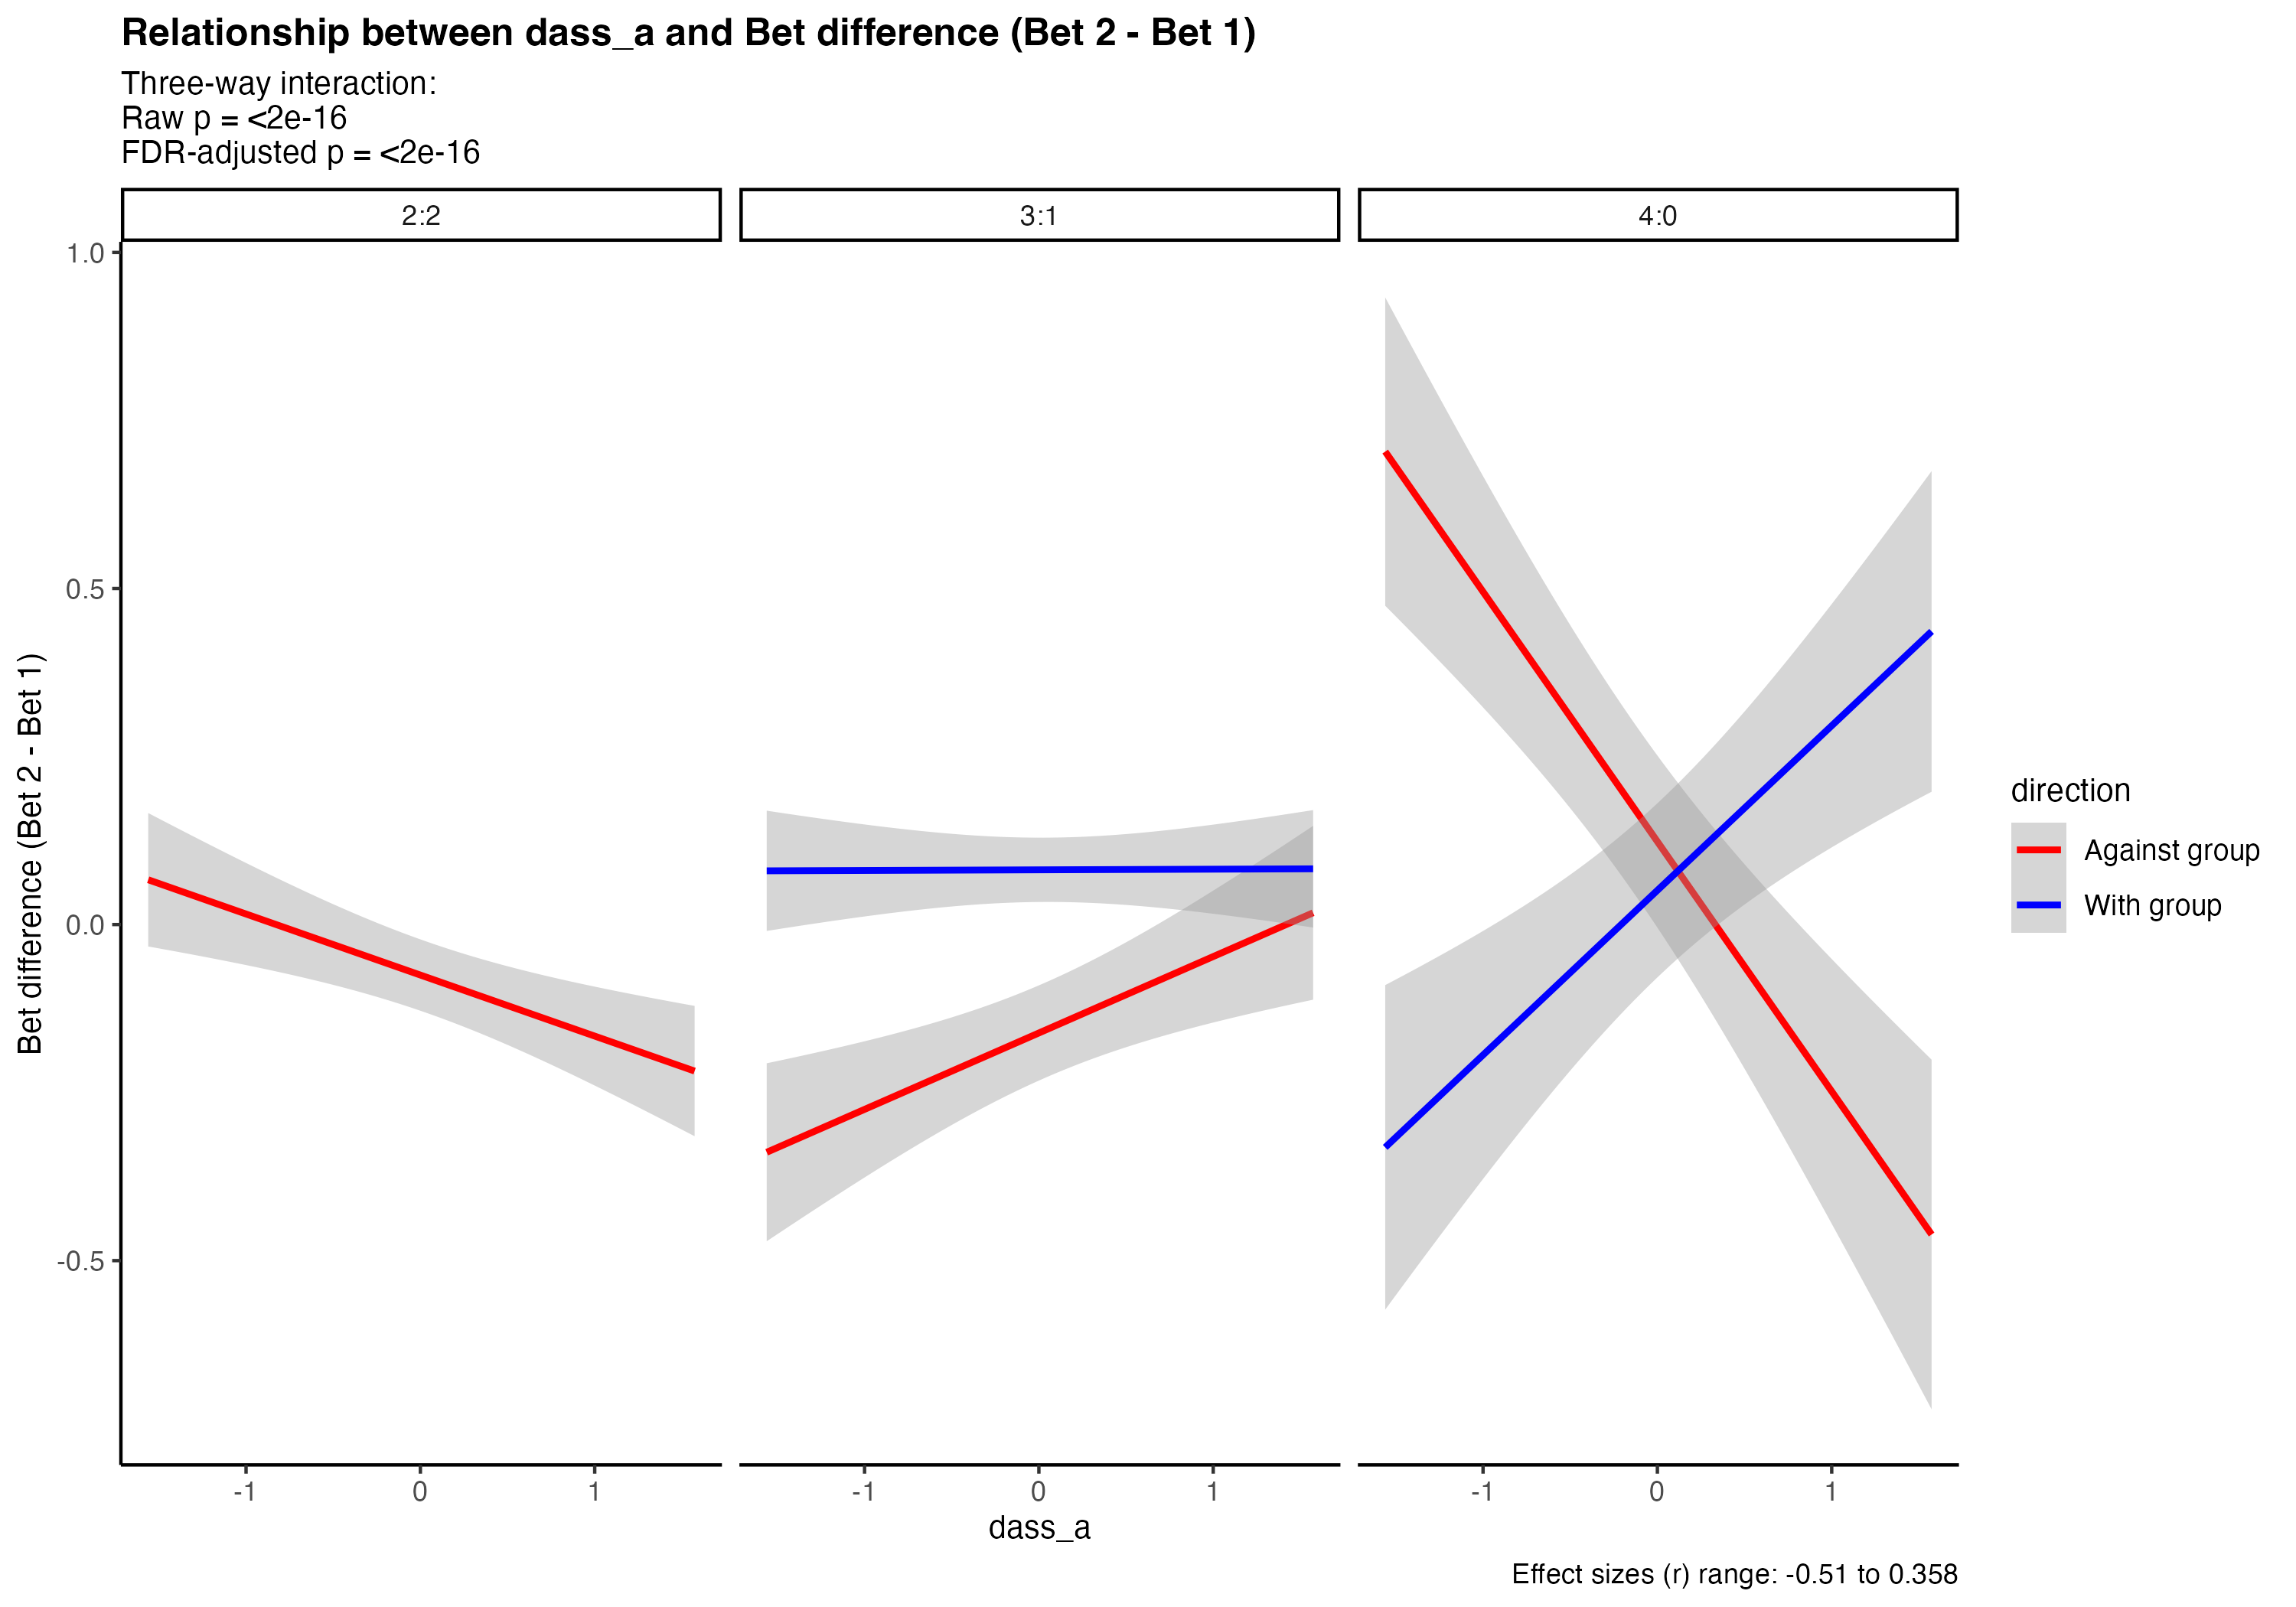 Relationship between dass_a and Bet difference (Bet 2 - Bet 1)
Three-way interaction:
Raw p = <2e-16
FDR-adjusted p = <2e-16
2:2
3:1
4:0
1.0
0.5
0.0
-0.5
Bet difference (Bet 2 - Bet 1)
-1
0
1
-1
0
1
-1
0
1
dass_a
direction
Against group
With group
Effect sizes (r) range: -0.51 to 0.358